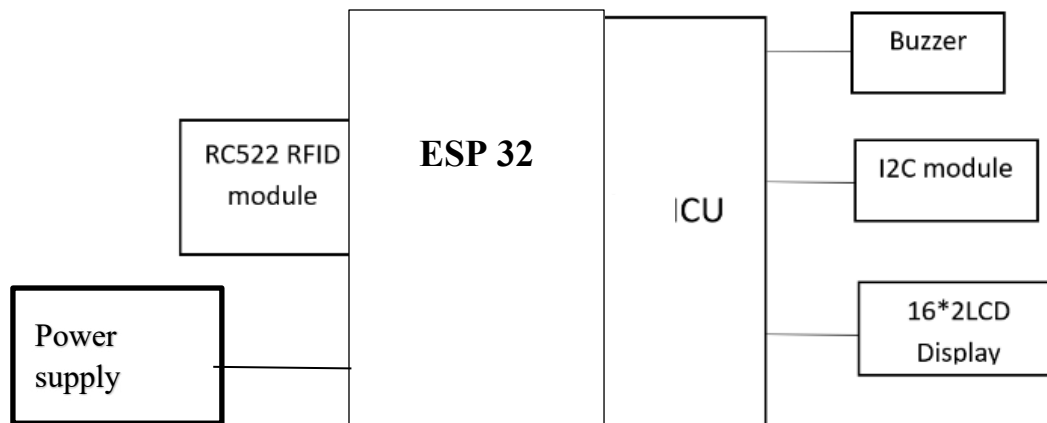 Buzzer
RC522 RFID
module
ESP 32
I2C module
ICU
Power
supply
16*2LCD
Display